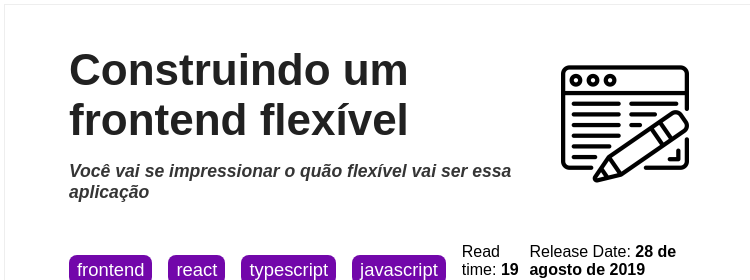 Construindo um
frontend flexível
Você vai se impressionar o quão flexível vai ser essa
aplicação
frontend react typescript javascript
Read
time: 19
Release Date: 28 de
agosto de 2019